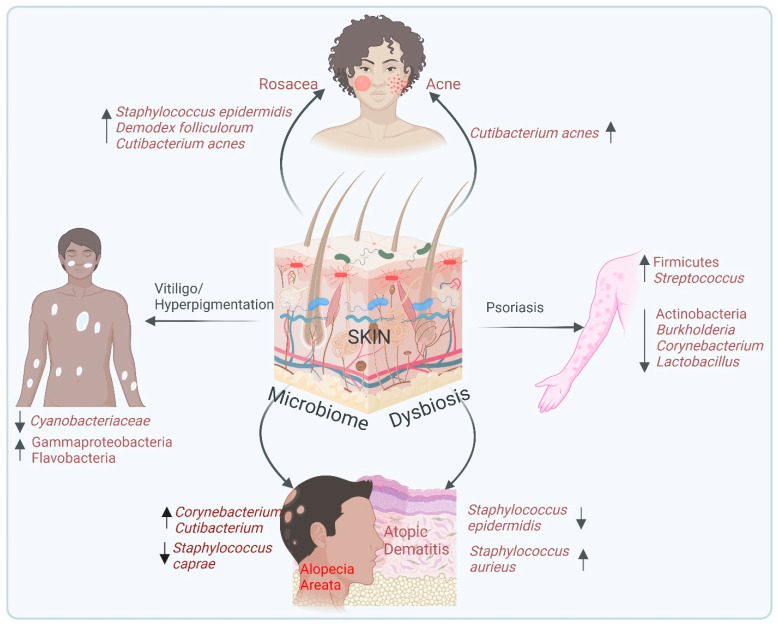 Rosacea
Acne
Staphylococcus epidermidis
Demodex folliculorum
Cutibacterium acnes
Cutibacterium acnes
Vitiligo/
Hyperpigmentation
Psoriasis
Firmicutes
Streptococcus
Actinobacteria
Burkholderia
Corynebacterium
Lactobacillus
SKIN
Microbiome Dysbiosis
Cyanobacteriaceae
Gammaproteobacteria
Flavobacteria
Corynebacterium
Cutibacterium
Staphylococcus
caprae
Alopecia
Areata
Atopic
Dematitis
Staphylococcus
epidermidis
Staphylococcus
aurieus